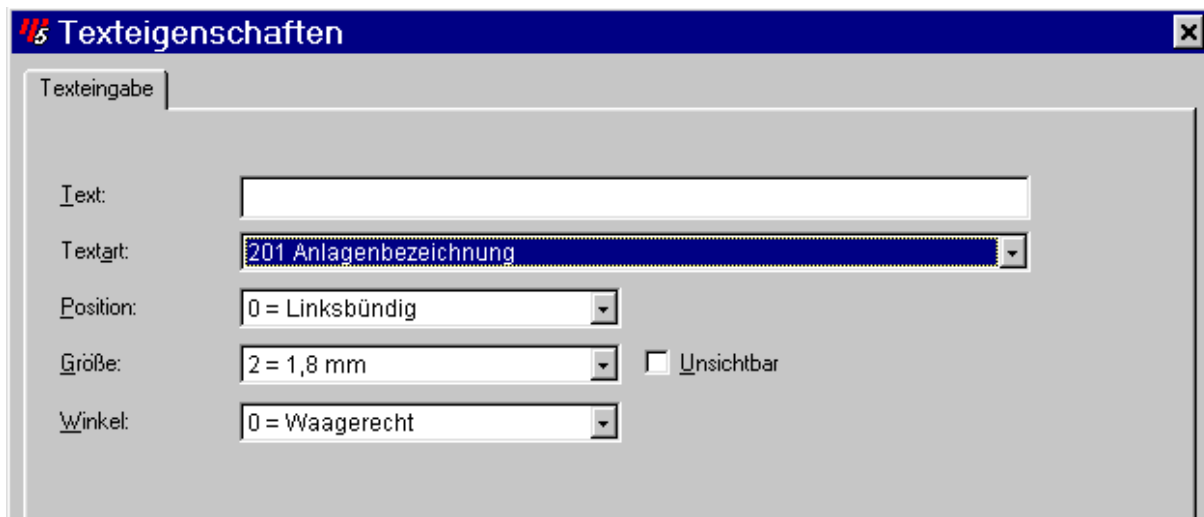 Texteigenschaften
Texteingabe
Text:
Textart: 201 Anlagenbezeichnung
Position: 0 = Linksbündig
Größe: 2 = 1,8 mm Unsichtbar
Winkel: 0 = Waagerecht